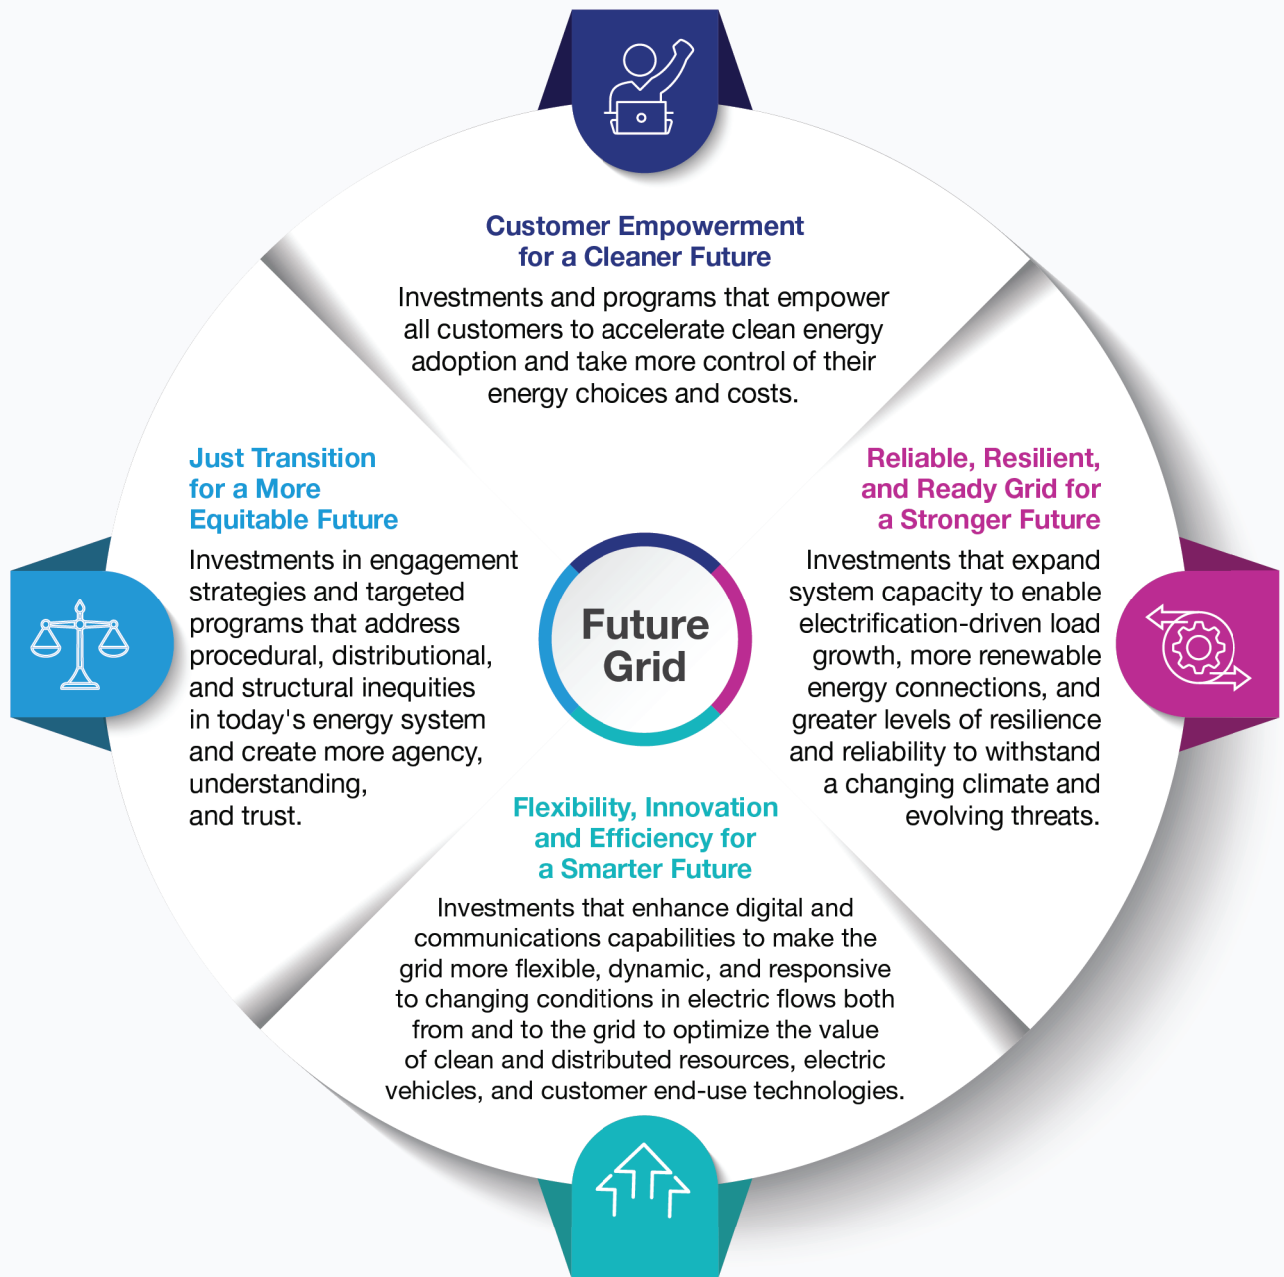 Customer Empowerment
for a Cleaner Future
Investments and programs that empower
all customers to accelerate clean energy
adoption and take more control of their
energy choices and costs.
Just Transition
for a More
Equitable Future
Investments in engagement
strategies and targeted
programs that address
procedural, distributional,
and structural inequities
in today's energy system
and create more agency,
understanding,
and trust.
Future
Grid
Reliable, Resilient,
and Ready Grid for
a Stronger Future
Investments that expand
system capacity to enable
electrification-driven load
growth, more renewable
energy connections, and
greater levels of resilience
and reliability to withstand
a changing climate and
evolving threats.
Flexibility, Innovation
and Efficiency for
a Smarter Future
Investments that enhance digital and
communications capabilities to make the
grid more flexible, dynamic, and responsive
to changing conditions in electric flows both
from and to the grid to optimize the value
of clean and distributed resources, electric
vehicles, and customer end-use technologies.